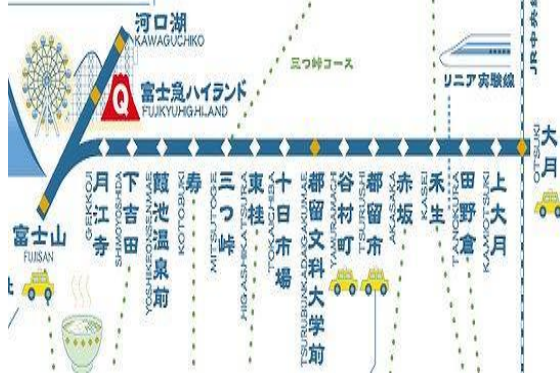 河口湖
KAWAGUCHIKO
富士急ハイランド
FUJIKYUHIGHLAND
Q
三つ峠コース
リニア実験線
JR中央線
大月
OTSUKI
上大月
KAMIOTSUKI
田野倉
TANOKURA
禾生
KASEI
赤坂
AKASAKA
都留市
TSURUSHI
谷村町
YAMURAMACHI
都留文科大学前
TSURUBUNKADAIGAKUMAE
十日市場
TOKAICHIBA
東桂
HIGASHIKATSURA
三つ峠
MITSUTOGE
寿
KOTOBUKI
葭池温泉前
YOSHIIKEONSENMAE
下吉田
SHIMOYOSHIDA
月江寺
GEKKOJI
富士山
FUJISAN